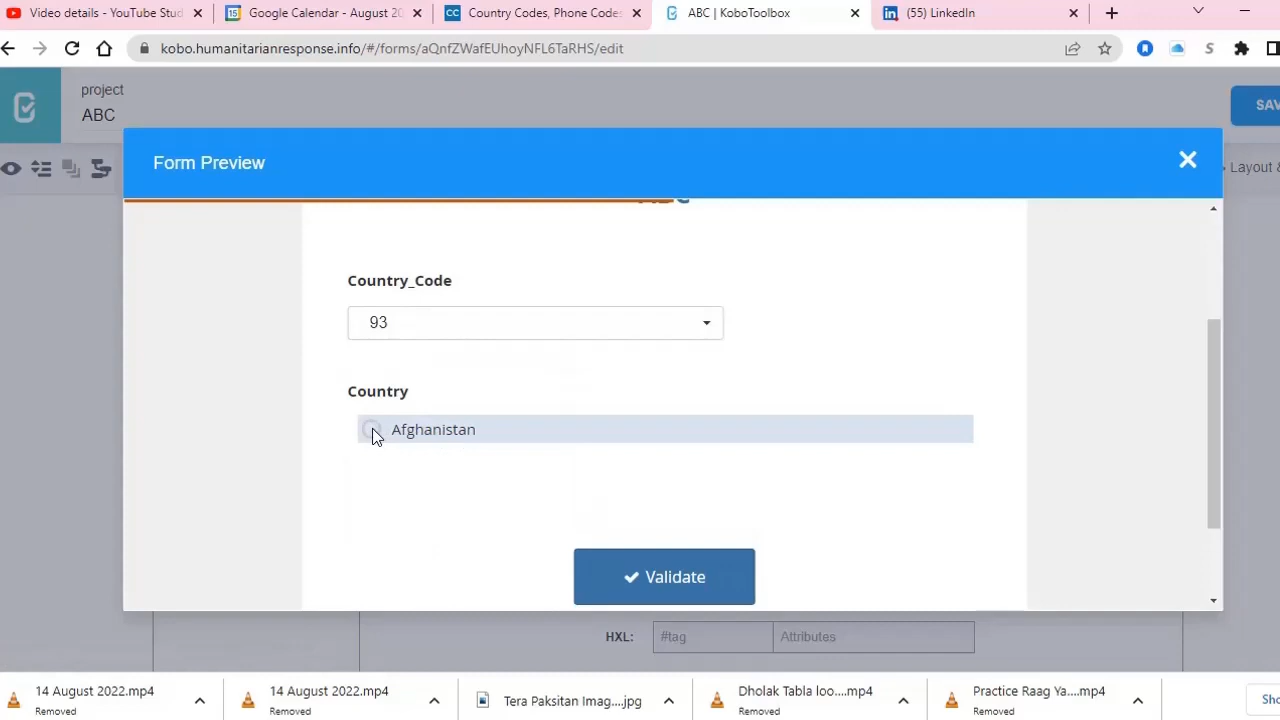 Video details - YouTube Stud
Google Calendar - August 20
CC
Country Codes, Phone Codes
ABC | KoboToolbox
in
(55) LinkedIn
kobo.humanitarianresponse.info/#/forms/aQnfZWafEUhoyNFL6TaRHS/edit
S
project
ABC
SAV
Form Preview
Layout &
Country_Code
93
Country
Afghanistan
Validate
HXL:
#tag
Attributes
14 August 2022.mp4
Removed
14 August 2022.mp4
Removed
Tera Paksitan Imag....jpg
Dholak Tabla loo....mp4
Removed
Practice Raag Ya....mp4
Removed
Sho